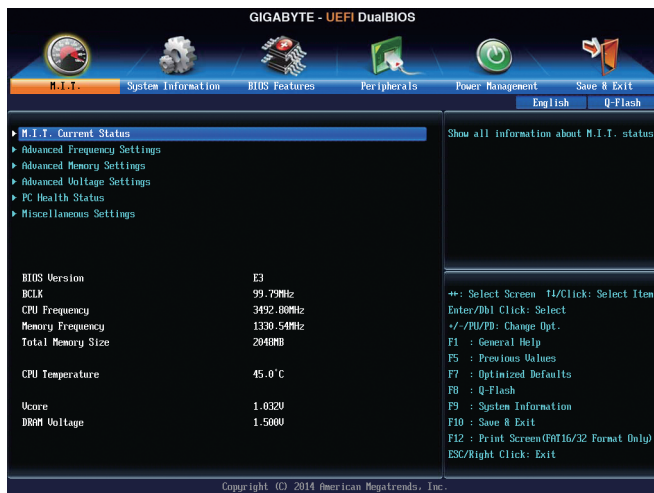 GIGABYTE - UEFI DualBIOS
M.I.T. System Information BIOS Features Peripherals Power Management Save & Exit
English Q-Flash
M.I.T. Current Status
Advanced Frequency Settings
Advanced Memory Settings
Advanced Voltage Settings
PC Health Status
Miscellaneous Settings
Show all information about M.I.T. status
BIOS Version E3
BCLK 99.79MHz
CPU Frequency 3492.80MHz
Memory Frequency 1330.54MHz
Total Memory Size 2048MB
CPU Temperature 45.0°C
Vcore 1.032V
DRAM Voltage 1.500V
→←: Select Screen ↑↓/Click: Select Item
Enter/Dbl Click: Select
+/-/PU/PD: Change Opt.
F1 : General Help
F5 : Previous Values
F7 : Optimized Defaults
F8 : Q-Flash
F9 : System Information
F10 : Save & Exit
F12 : Print Screen(FAT16/32 Format Only)
ESC/Right Click: Exit
Copyright (C) 2014 American Megatrends, Inc.